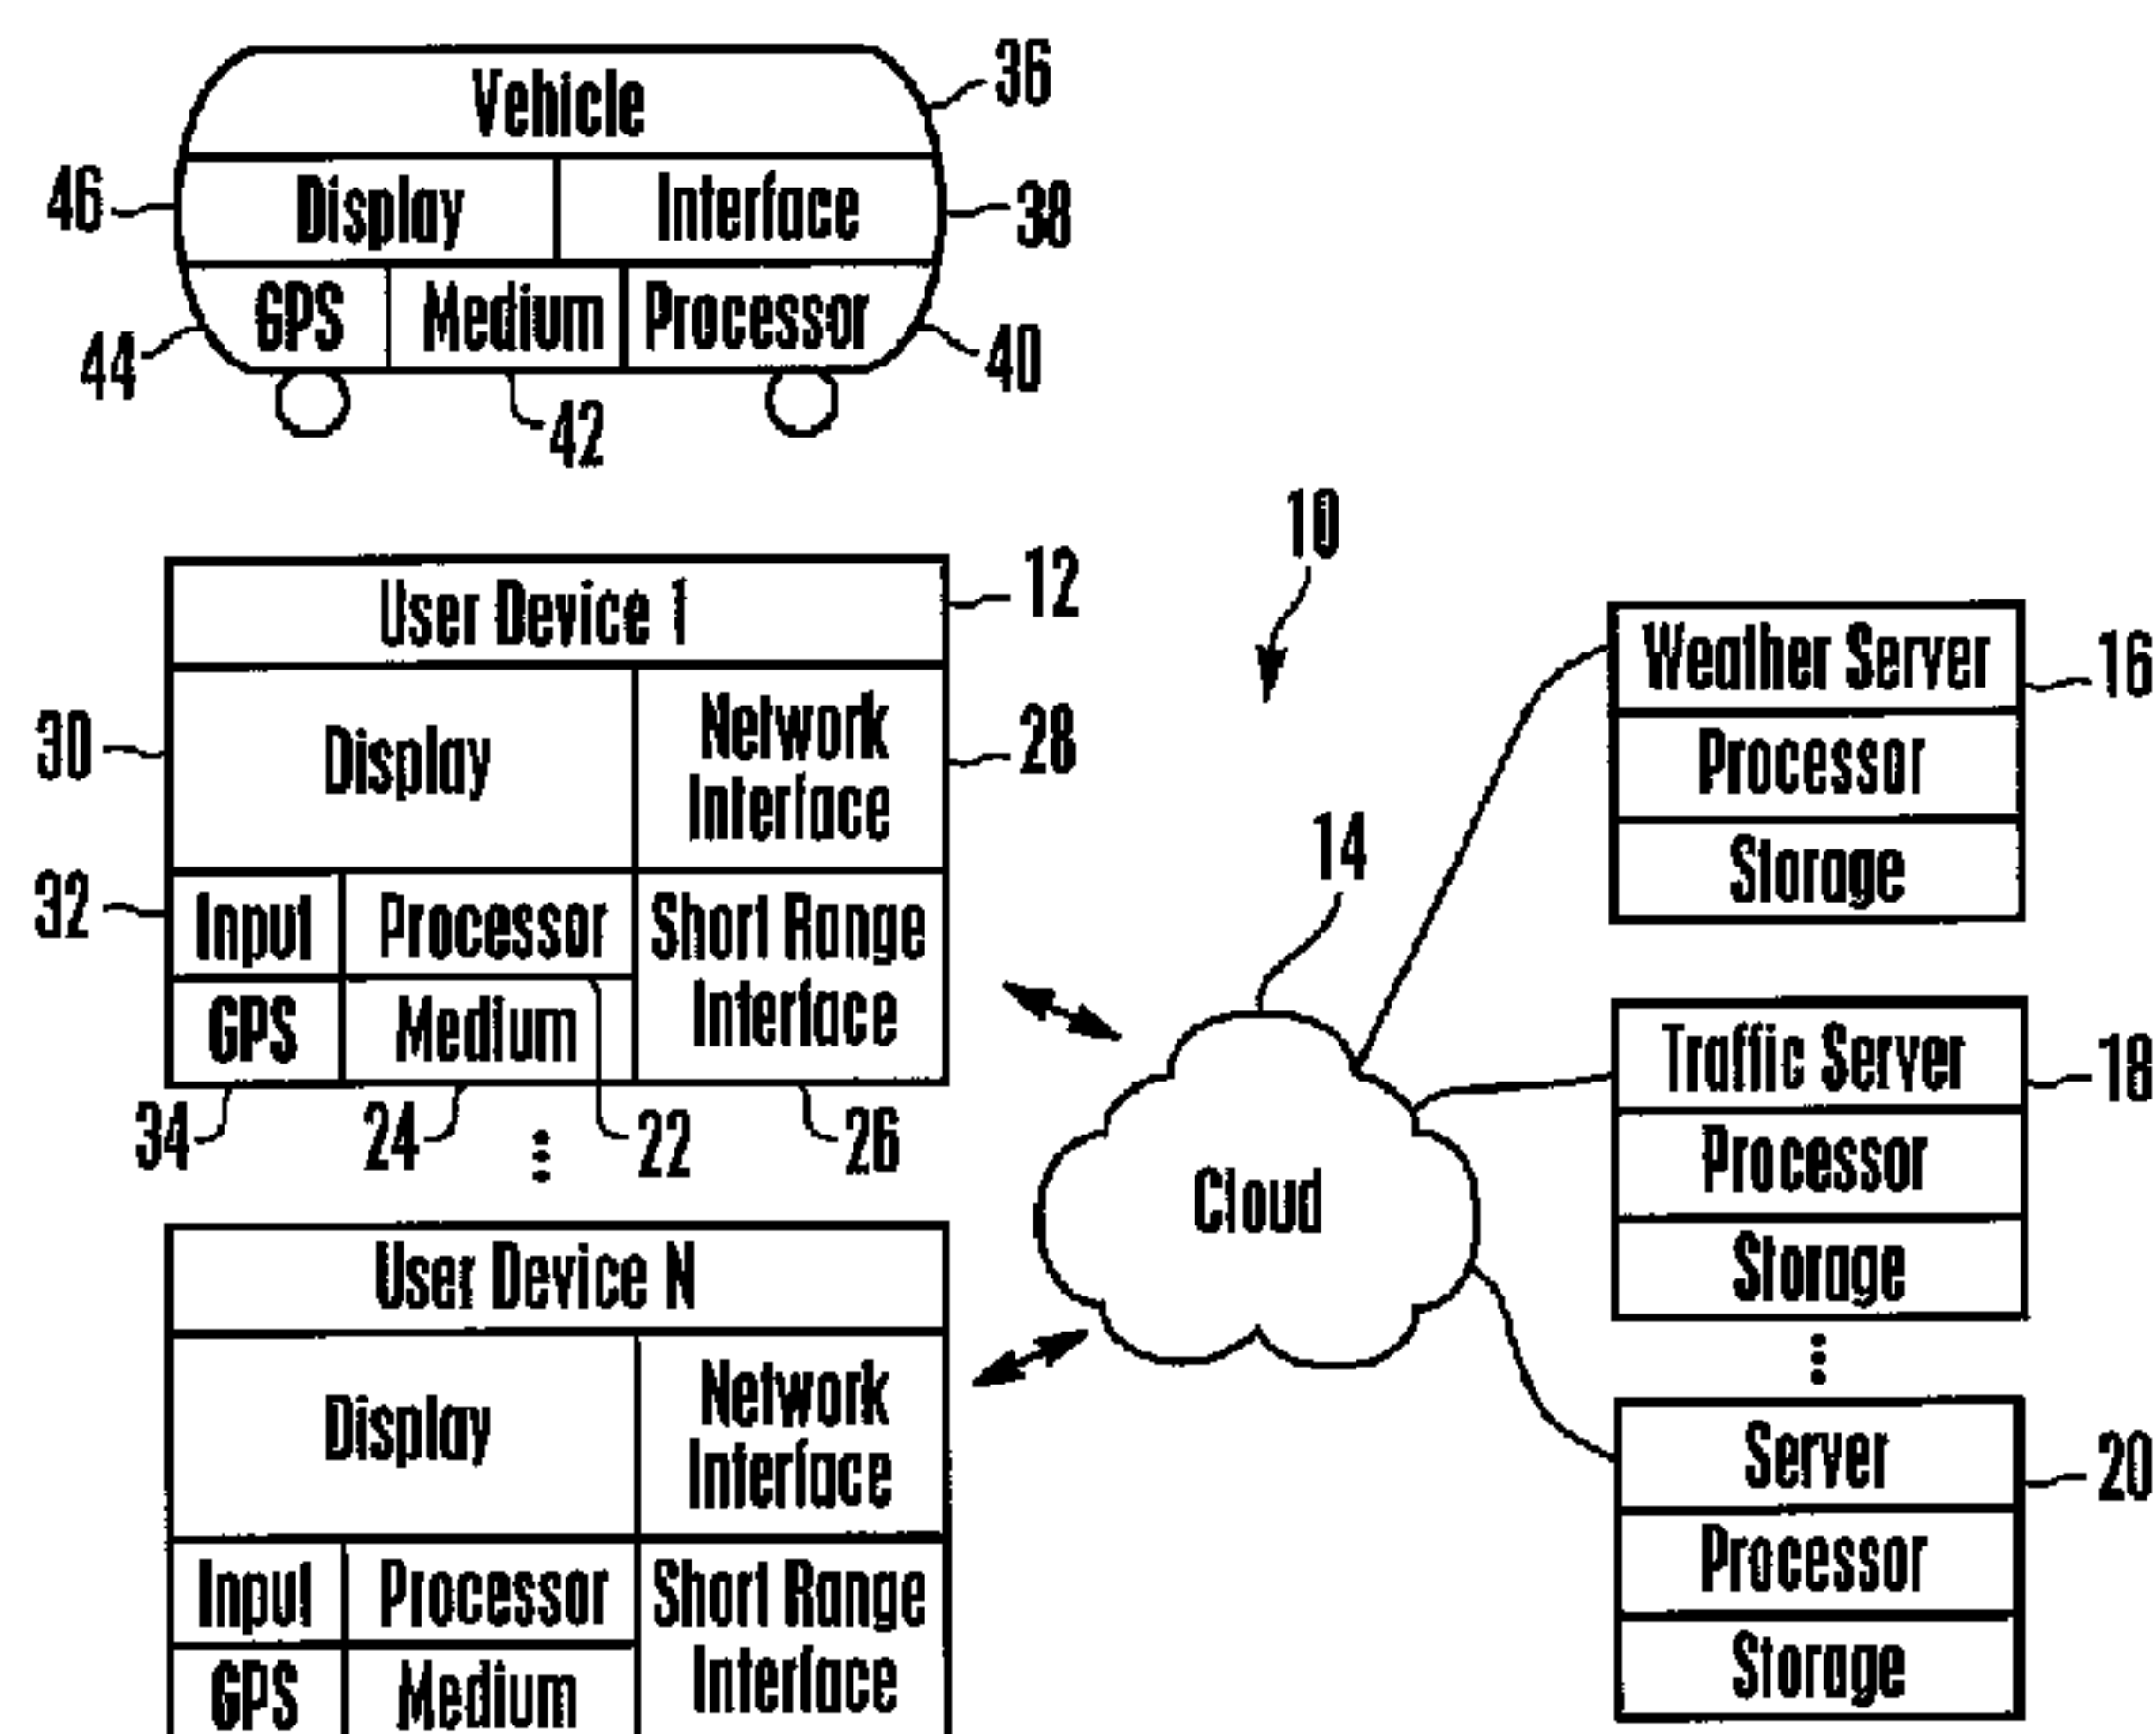 Vehicle
36
46
Display
Interface
38
GPS
Medium
Processor
44
40
42
10
User Device 1
12
30
Display
Network
Interface
28
32
Input
Processor
Short Range
Interface
GPS
Medium
34
24
22
26
User Device N
Display
Network
Interface
Input
Processor
Short Range
Interface
GPS
Medium
14
Cloud
Weather Server
16
Processor
Storage
Traffic Server
18
Processor
Storage
Server
20
Processor
Storage